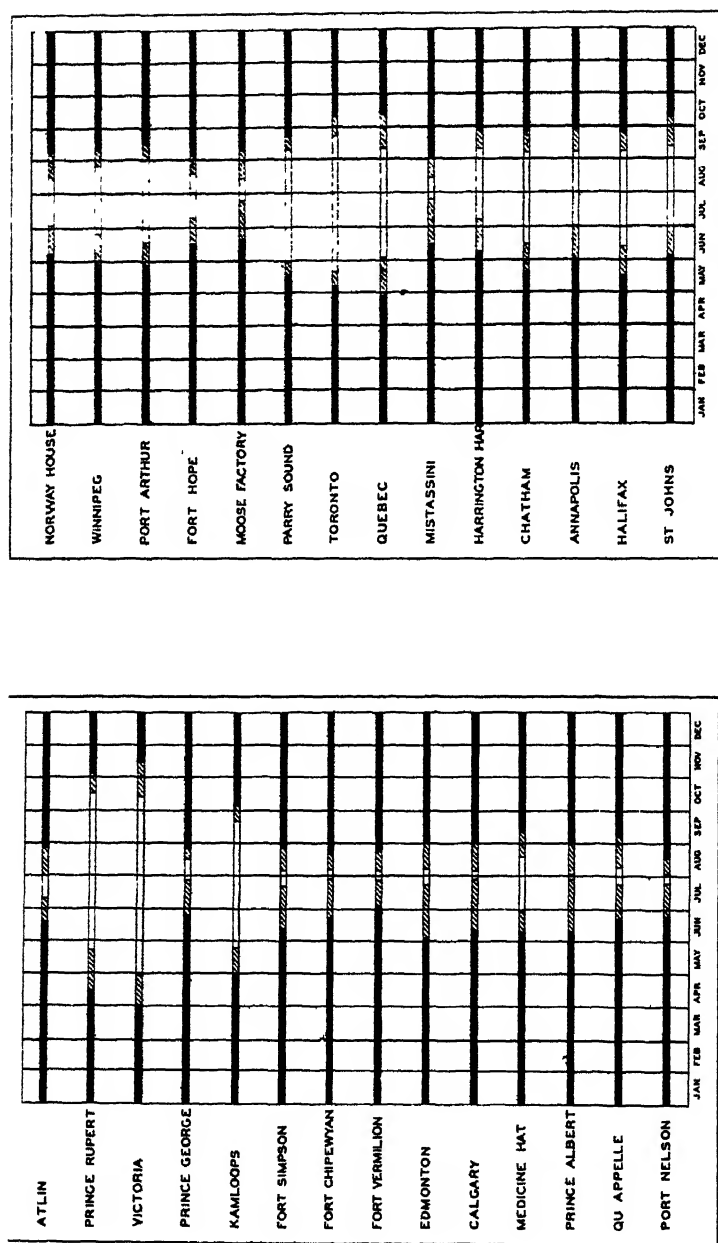 NORWAY HOUSE
WINNIPEG
PORT ARTHUR
FORT HOPE
MOOSE FACTORY
PARRY SOUND
TORONTO
QUEBEC
MISTASSINI
HARRINGTON HAR
CHATHAM
ANNAPOLIS
HALIFAX
ST JOHNS
JAN FEB MAR APR MAY JUN JUL AUG SEP OCT NOV DEC
ATLIN
PRINCE RUPERT
VICTORIA
PRINCE GEORGE
KAMLOOPS
FORT SIMPSON
FORT CHIPEWYAN
FORT VERMILION
EDMONTON
CALGARY
MEDICINE HAT
PRINCE ALBERT
QU APPELLE
PORT NELSON
JAN FEB MAR APR MAY JUN JUL AUG SEP OCT NOV DEC